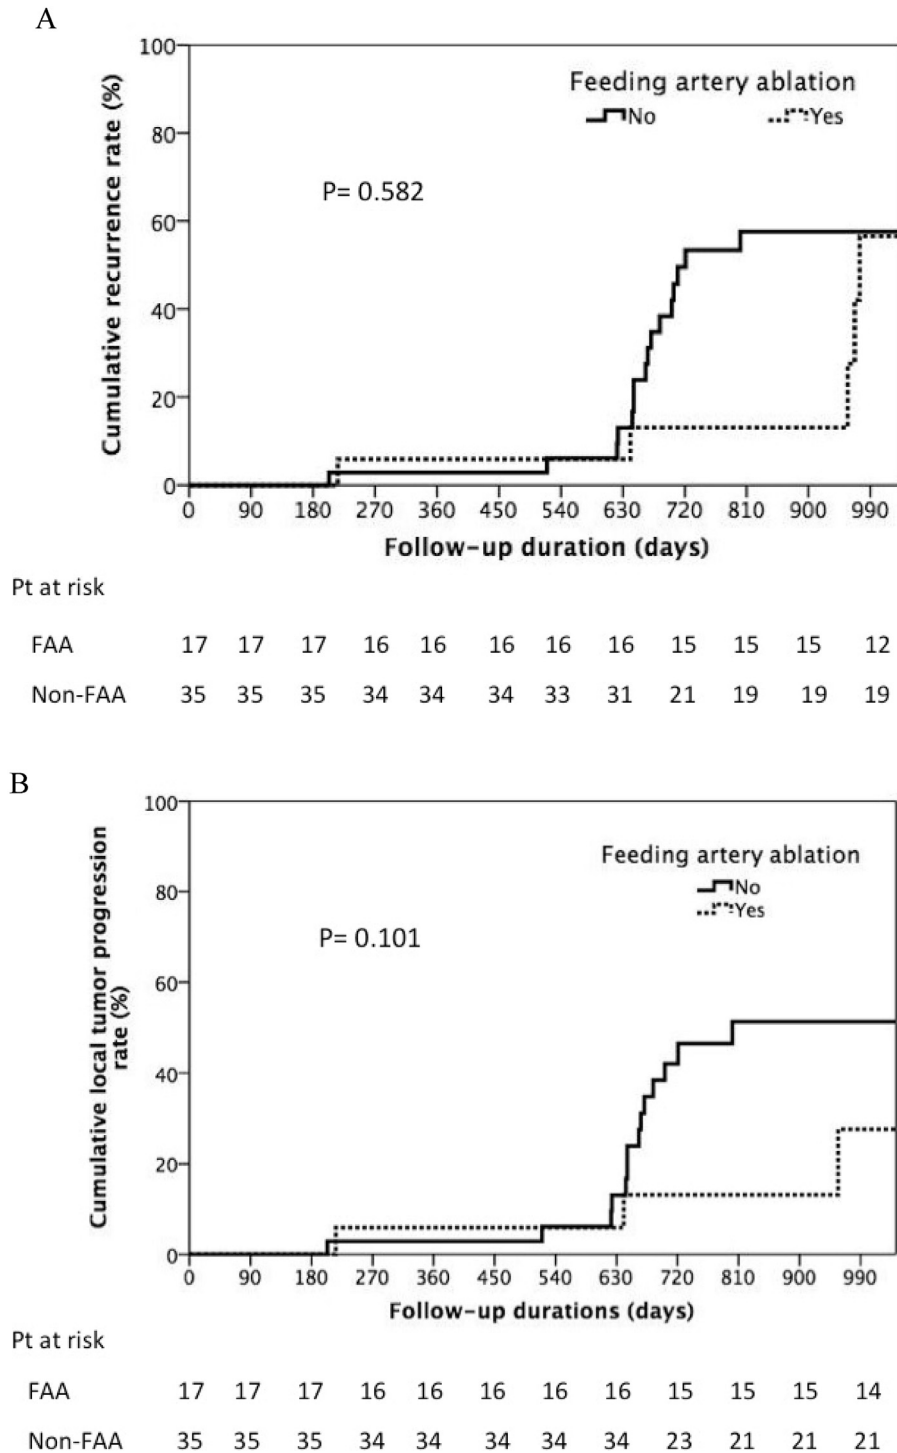 A
100
80
60
40
20
0
Cumulative recurrence rate (%)
Feeding artery ablation
No Yes
P= 0.582
0 90 180 270 360 450 540 630 720 810 900 990
Follow-up duration (days)
Pt at risk
FAA 17 17 17 16 16 16 16 16 15 15 15 12
Non-FAA 35 35 35 34 34 34 33 31 21 19 19 19
B
100
80
60
40
20
0
Cumulative local tumor progression
rate (%)
Feeding artery ablation
No
Yes
P= 0.101
0 90 180 270 360 450 540 630 720 810 900 990
Follow-up durations (days)
Pt at risk
FAA 17 17 17 16 16 16 16 16 15 15 15 14
Non-FAA 35 35 35 34 34 34 34 34 23 21 21 21